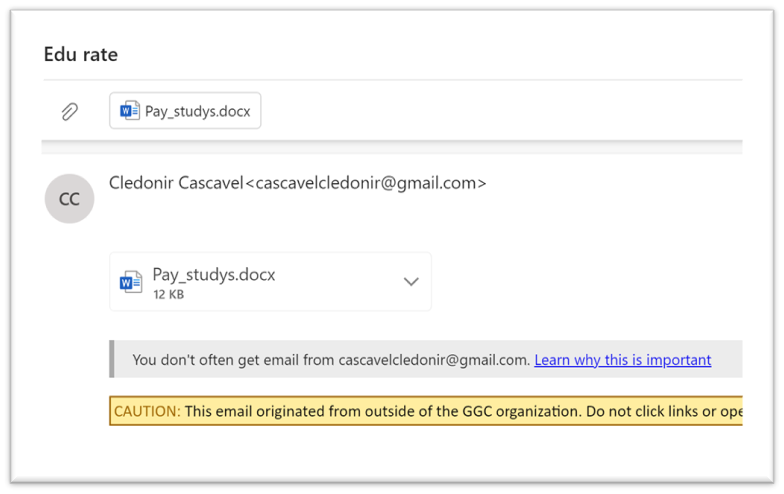 Edu rate
Pay_studys.docx
CC
Cledonir Cascavel<cascavelcledonir@gmail.com>
Pay_studys.docx
12 KB
You don't often get email from cascavelcledonir@gmail.com. Learn why this is important
CAUTION: This email originated from outside of the GGC organization. Do not click links or ope